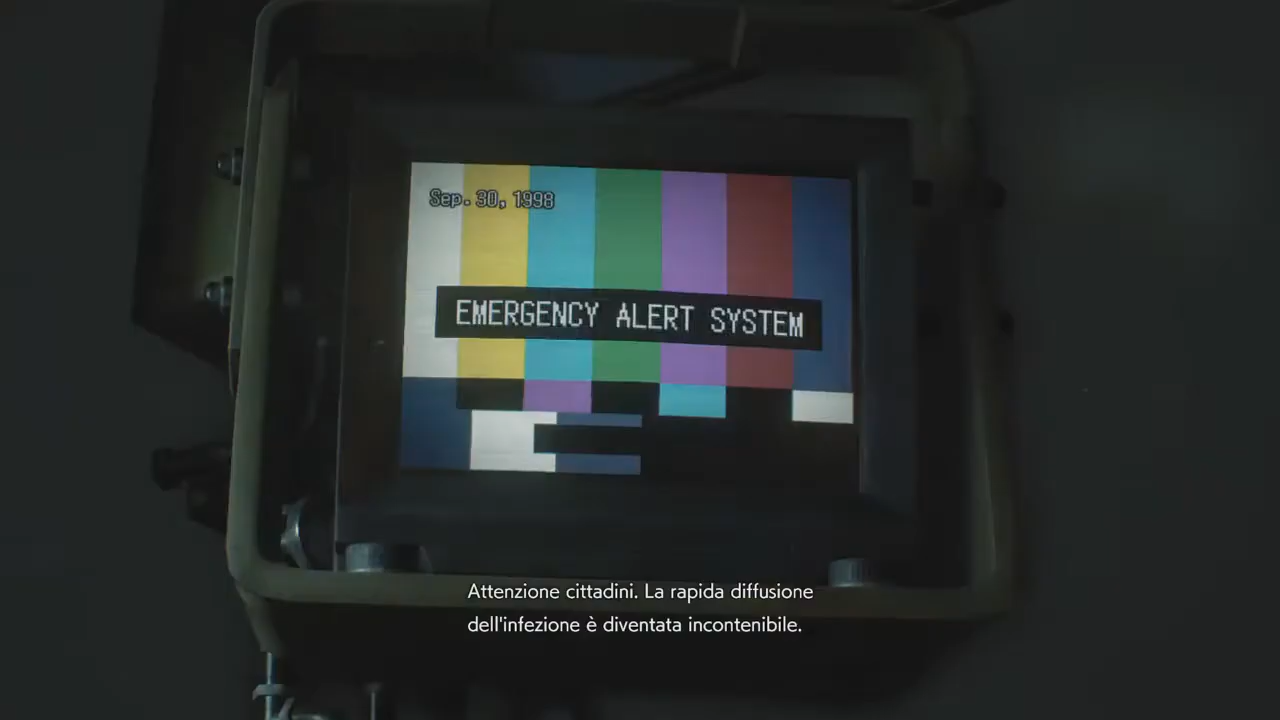 Sep. 30, 1998
EMERGENCY ALERT SYSTEM
Attenzione cittadini. La rapida diffusione
dell'infezione è diventata incontenibile.